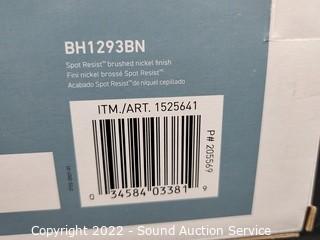 BH1293BN
Spot Resist™ brushed nickel finish
Fini nickel brossé Spot Resist™
Acabado Spot Resist™ de níquel cepillado
ITM./ART. 1525641
P# 205569
0 34584 03381 9
Copyright 2022 - Sound Auction Service